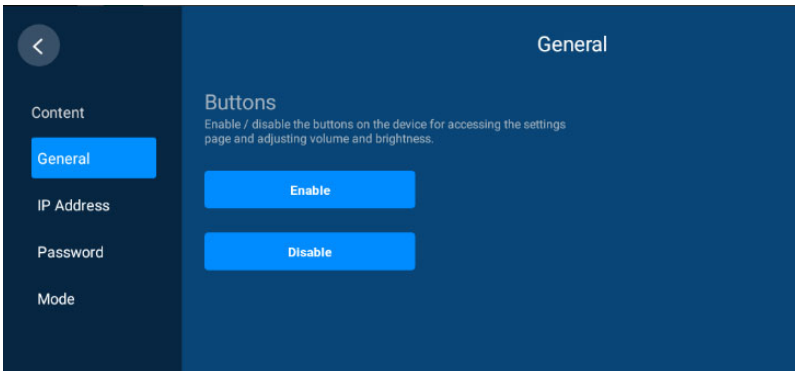 General
Content
General
IP Address
Password
Mode
Buttons
Enable / disable the buttons on the device for accessing the settings
page and adjusting volume and brightness.
Enable
Disable